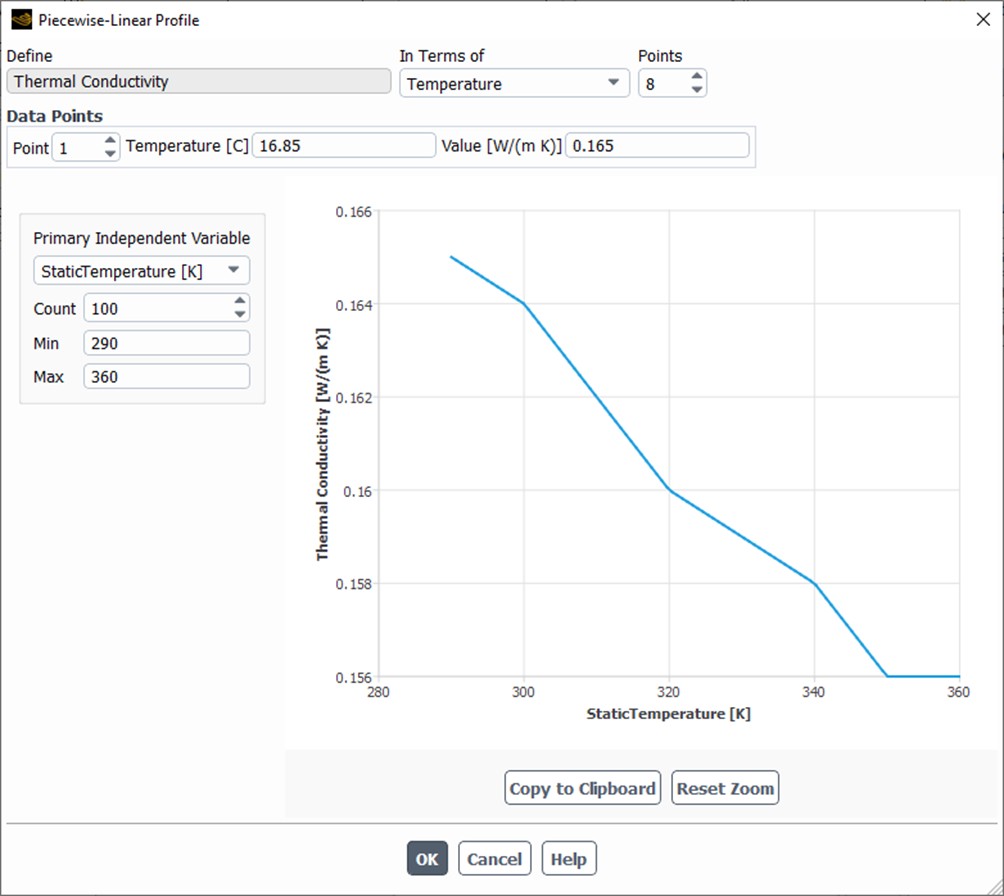 Piecewise-Linear Profile
Define
In Terms of
Points
Thermal Conductivity
Temperature
8
Data Points
Point 1 Temperature [C] 16.85 Value [W/(m K)] 0.165
Primary Independent Variable
StaticTemperature [K]
Count 100
Min 290
Max 360
0.166
0.164
0.162
0.16
0.158
0.156
Thermal Conductivity [W/(m K)]
280 300 320 340 360
StaticTemperature [K]
Copy to Clipboard Reset Zoom
OK Cancel Help